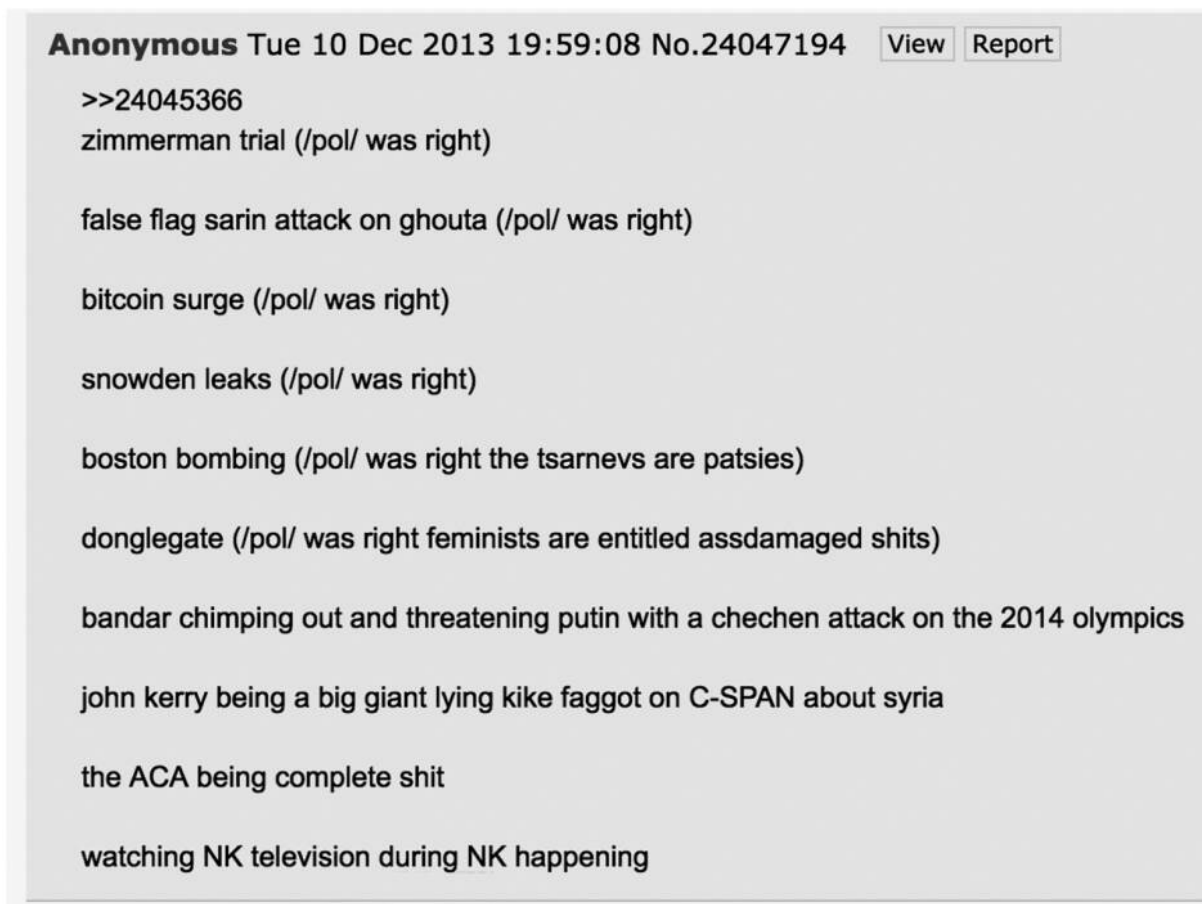 Anonymous Tue 10 Dec 2013 19:59:08 No.24047194 View Report
>>24045366
zimmerman trial (/pol/ was right)
false flag sarin attack on ghouta (/pol/ was right)
bitcoin surge (/pol/ was right)
snowden leaks (/pol/ was right)
boston bombing (/pol/ was right the tsarnevs are patsies)
donglegate (/pol/ was right feminists are entitled assdamaged shits)
bandar chimping out and threatening putin with a chechen attack on the 2014 olympics
john kerry being a big giant lying kike faggot on C-SPAN about syria
the ACA being complete shit
watching NK television during NK happening